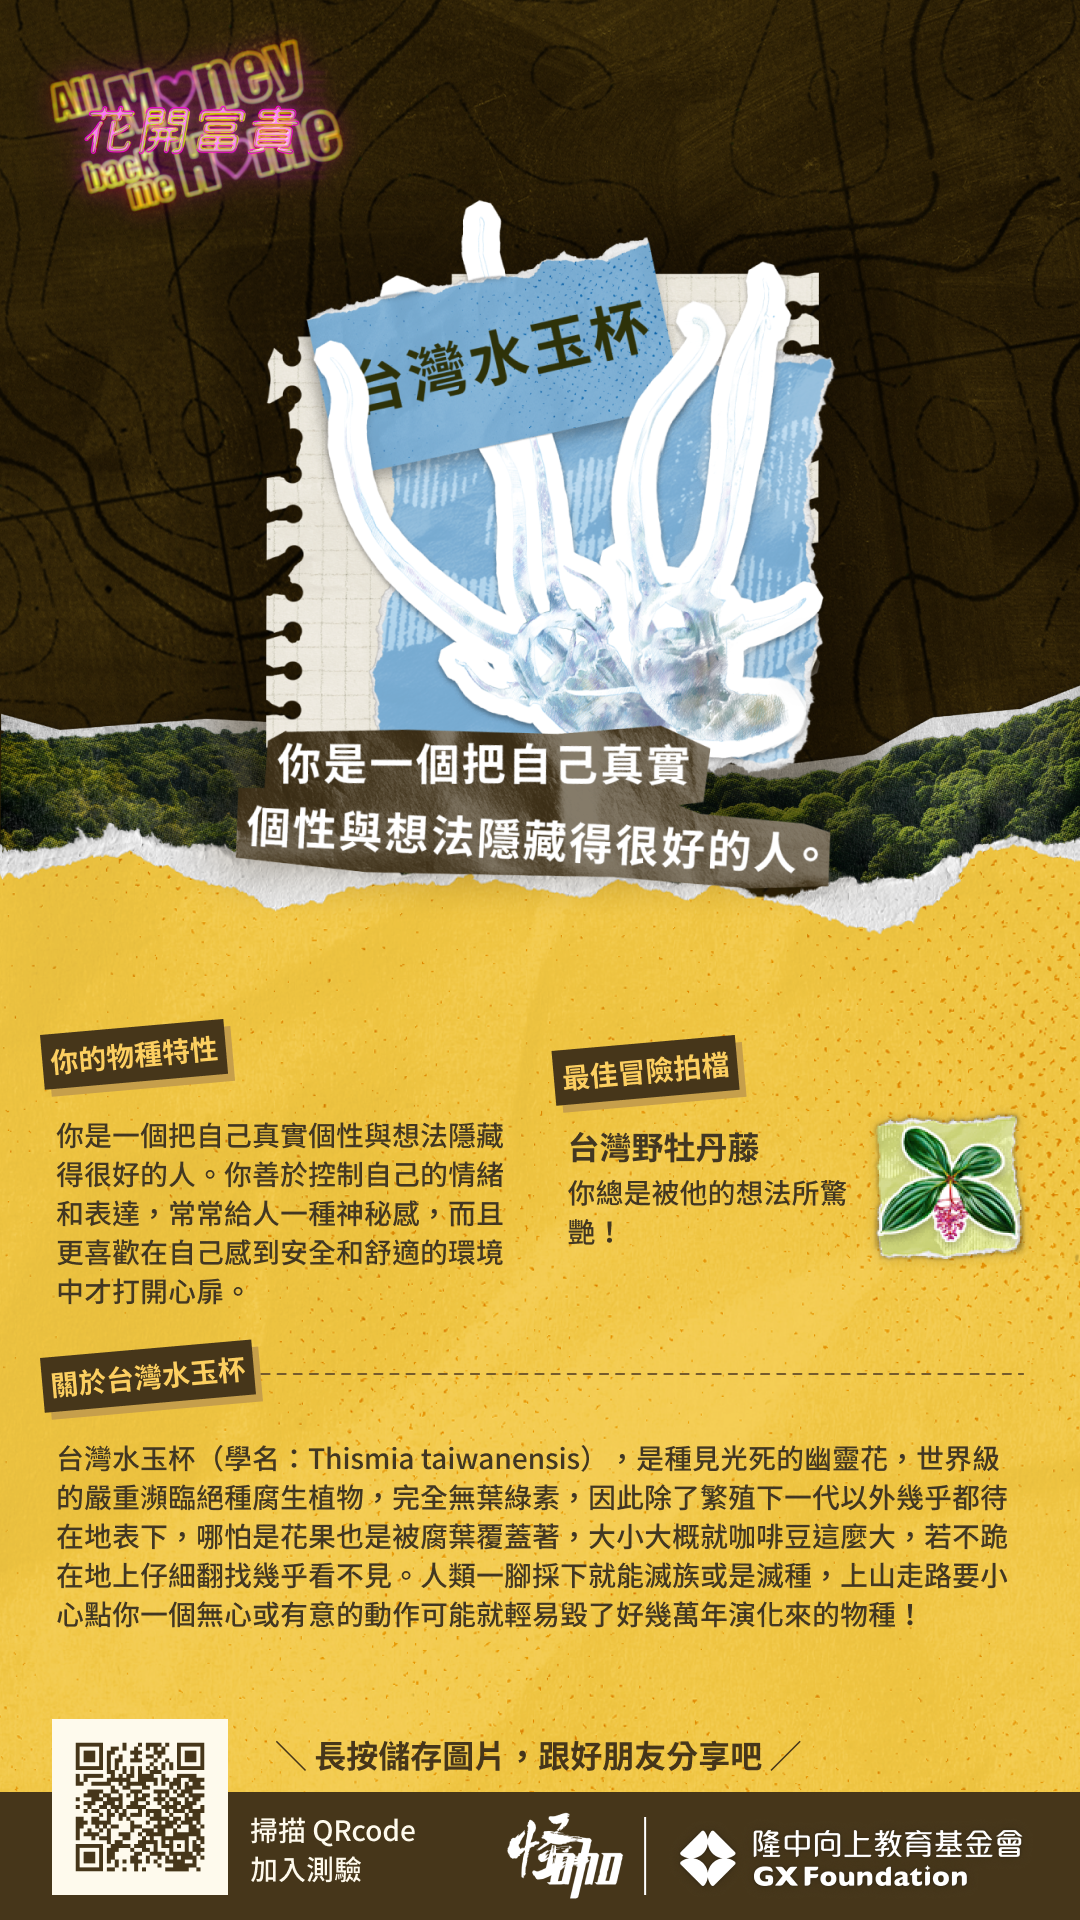 All Money
花開富貴
back me Home
台灣水玉杯
你是一個把自己真實
個性與想法隱藏得很好的人。
你的物種特性
你是一個把自己真實個性與想法隱藏
得很好的人。你善於控制自己的情緒
和表達，常常給人一種神秘感，而且
更喜歡在自己感到安全和舒適的環境
中才打開心扉。
最佳冒險拍檔
台灣野牡丹藤
你總是被他的想法所驚
艷！
關於台灣水玉杯
台灣水玉杯（學名：Thismia taiwanensis），是種見光死的幽靈花，世界級
的嚴重瀕臨絕種腐生植物，完全無葉綠素，因此除了繁殖下一代以外幾乎都待
在地表下，哪怕是花果也是被腐葉覆蓋著，大小大概就咖啡豆這麼大，若不跪
在地上仔細翻找幾乎看不見。人類一腳採下就能滅族或是滅種，上山走路要小
心點你一個無心或有意的動作可能就輕易毀了好幾萬年演化來的物種！
＼ 長按儲存圖片，跟好朋友分享吧 ／
掃描 QRcode
加入測驗
隆中向上教育基金會
GX Foundation